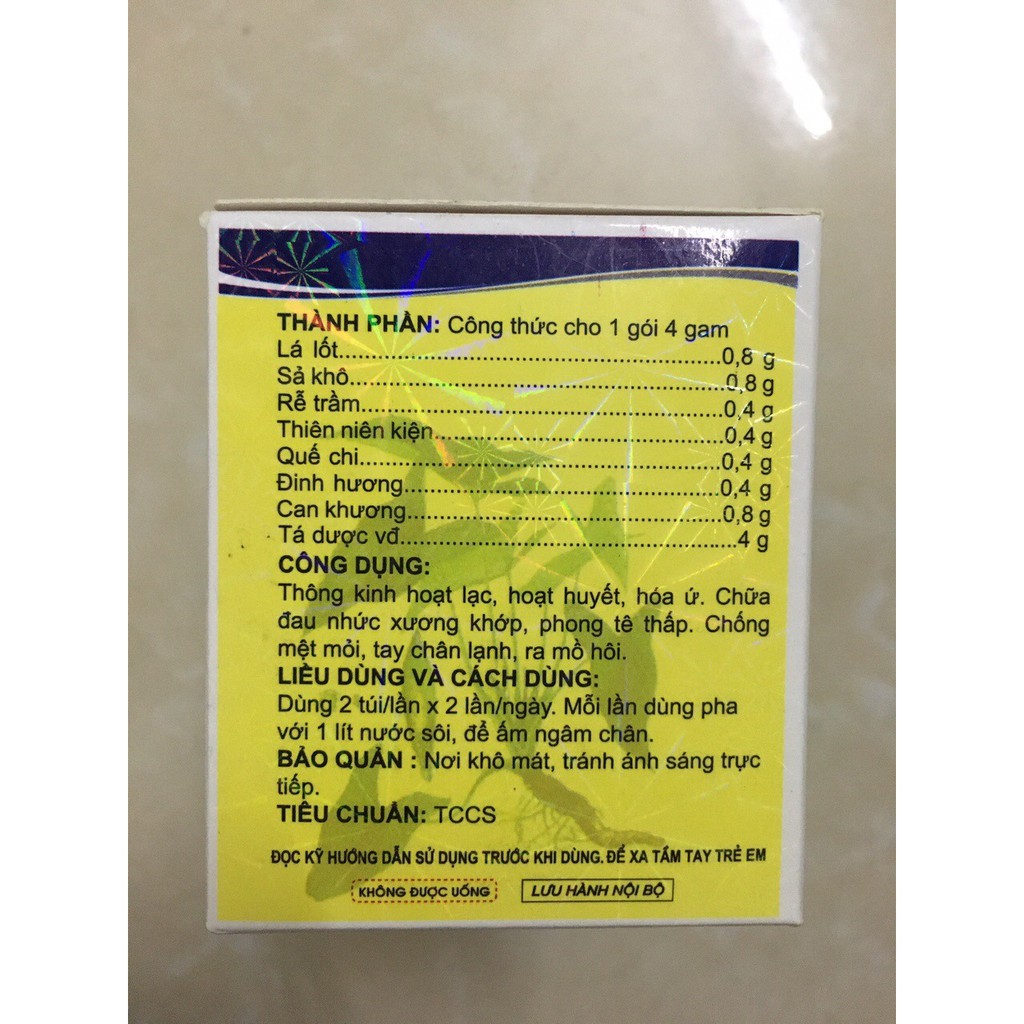 THÀNH PHẦN: Công thức cho 1 gói 4 gam
Lá lốt............................................................0,8 g
Sả khô..........................................................0,8 g
Rễ trầm........................................................0,4 g
Thiên niên kiện............................................0,4 g
Quế chi........................................................0,4 g
Đinh hương.................................................0,4 g
Can khương................................................0,8 g
Tá dược vđ....................................................4 g
CÔNG DỤNG:
Thông kinh hoạt lạc, hoạt huyết, hóa ứ. Chữa
đau nhức xương khớp, phong tê thấp. Chống
mệt mỏi, tay chân lạnh, ra mồ hôi.
LIỀU DÙNG VÀ CÁCH DÙNG:
Dùng 2 túi/lần x 2 lần/ngày. Mỗi lần dùng pha
với 1 lít nước sôi, để ấm ngâm chân.
BẢO QUẢN : Nơi khô mát, tránh ánh sáng trực
tiếp.
TIÊU CHUẨN: TCCS
ĐỌC KỸ HƯỚNG DẪN SỬ DỤNG TRƯỚC KHI DÙNG. ĐỂ XA TẦM TAY TRẺ EM
KHÔNG ĐƯỢC UỐNG LƯU HÀNH NỘI BỘ